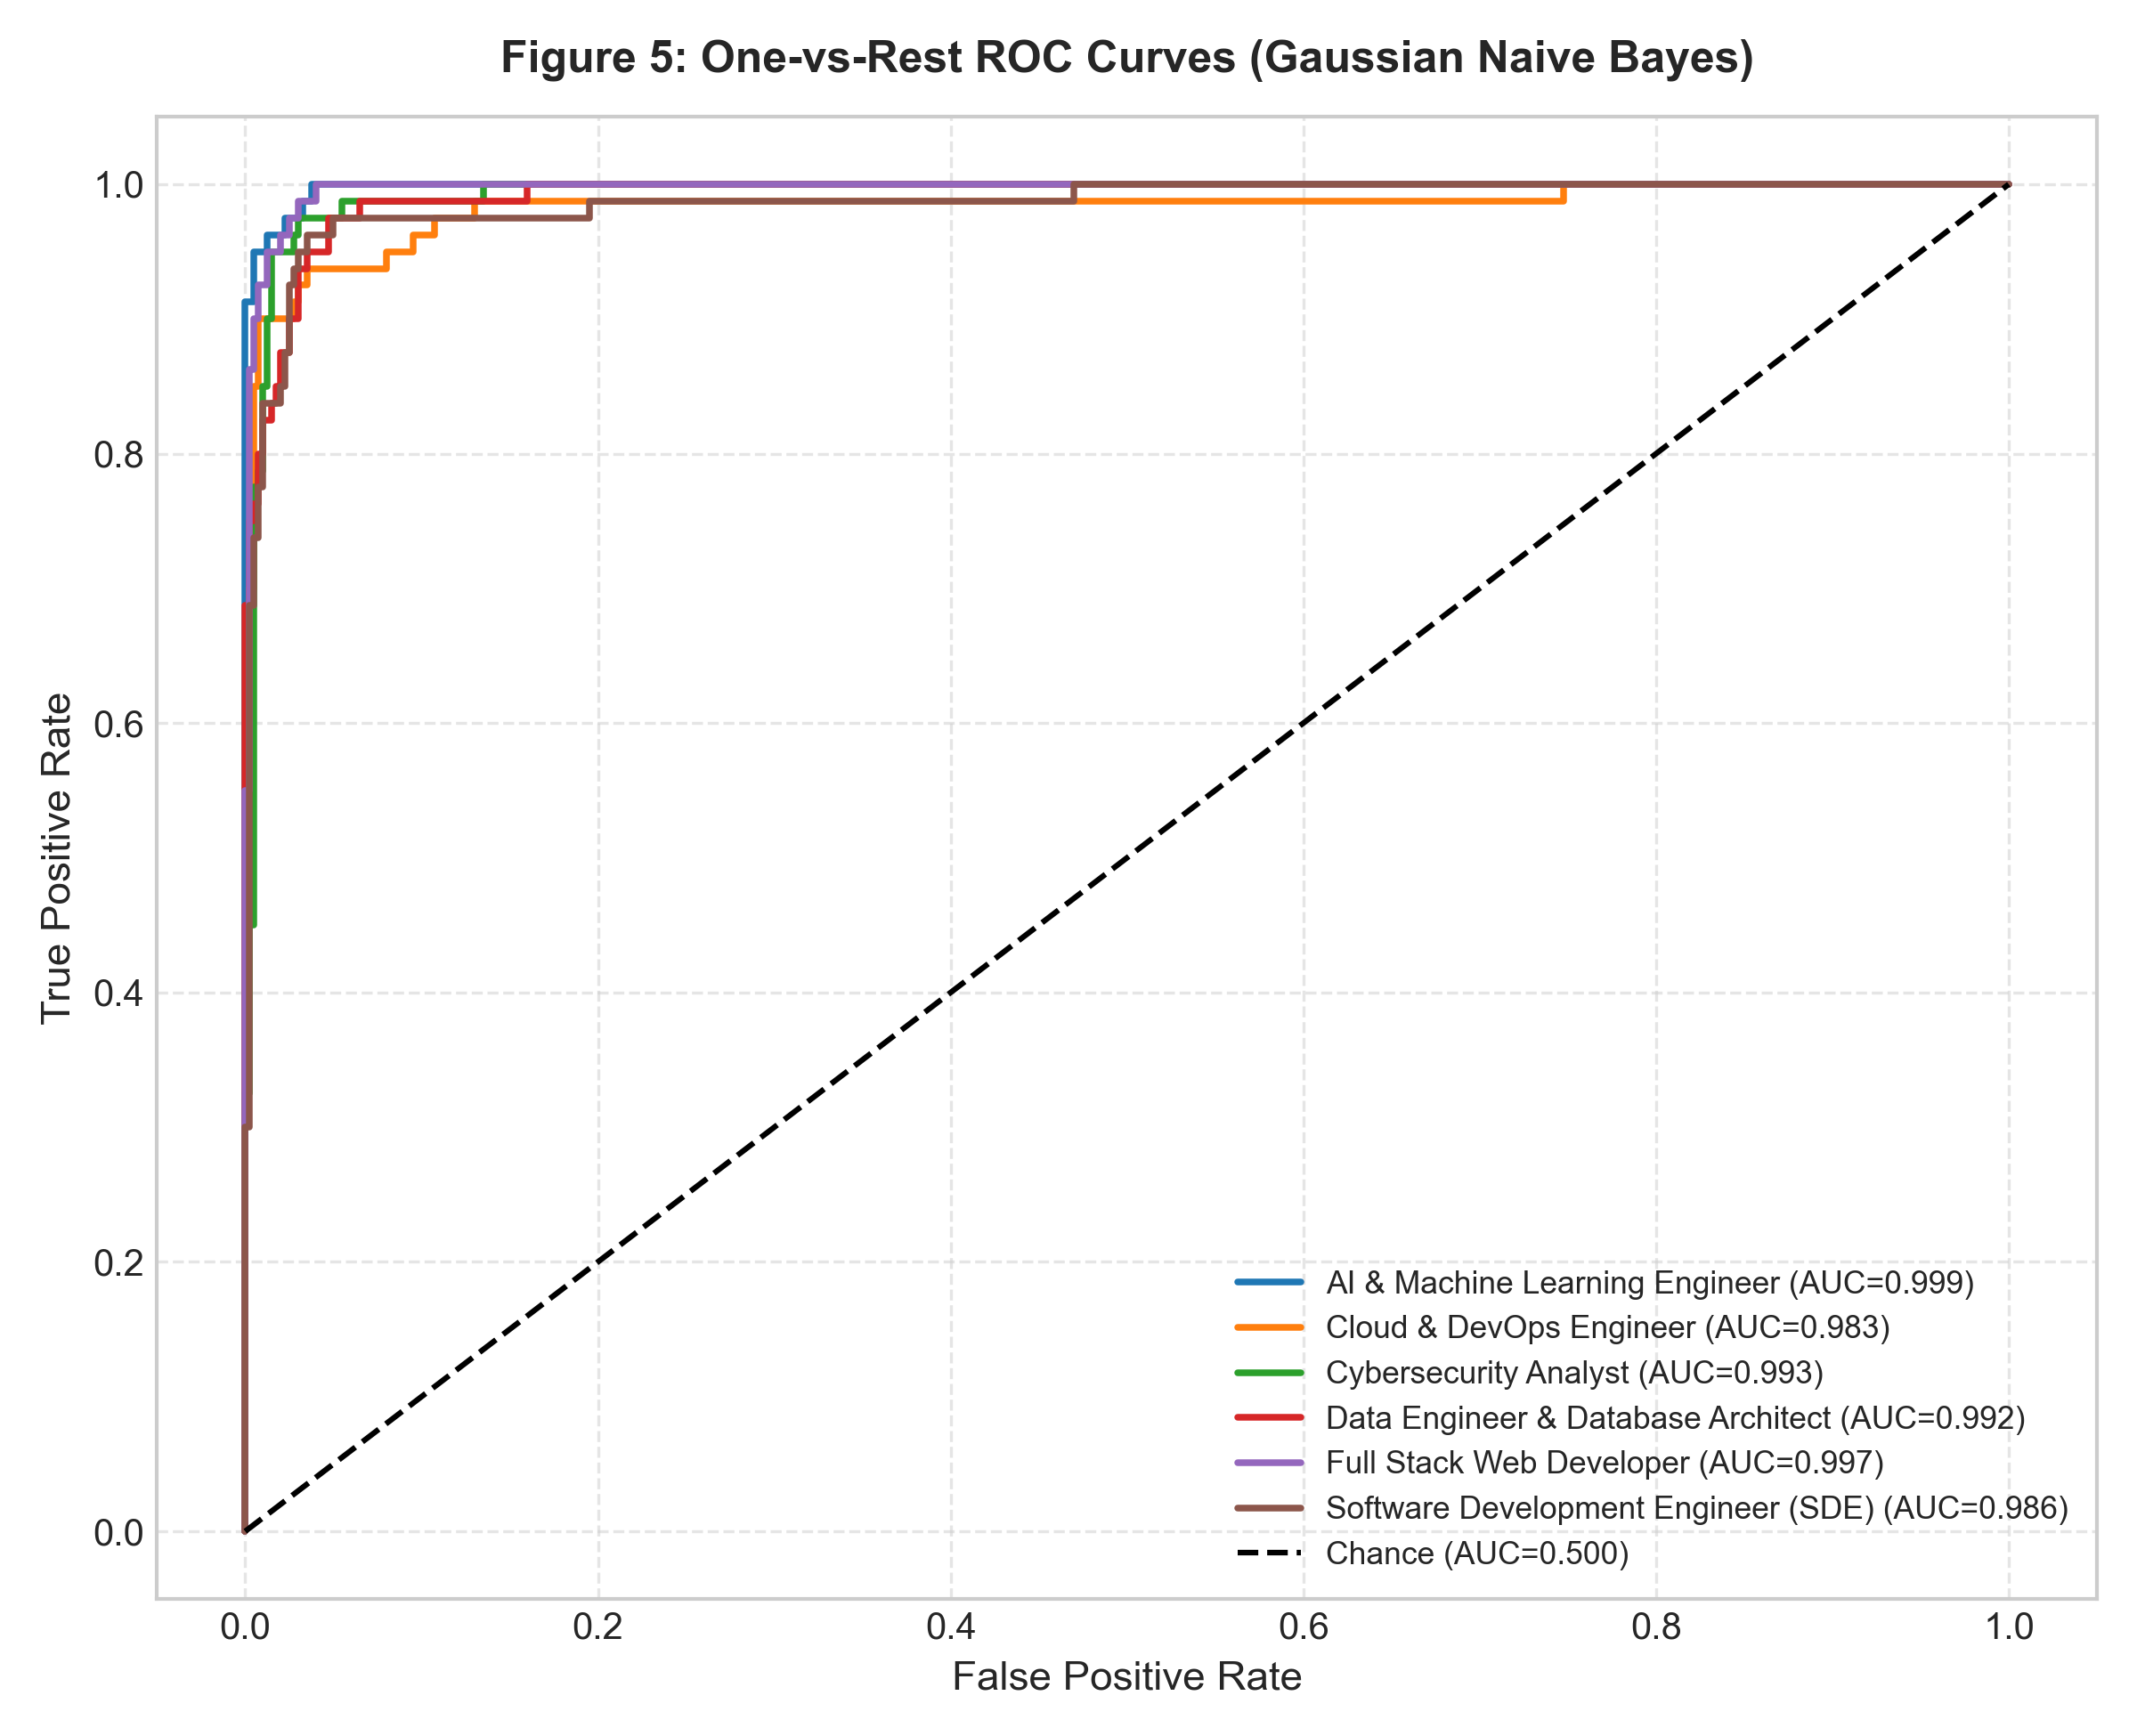 Figure 5: One-vs-Rest ROC Curves (Gaussian Naive Bayes)
True Positive Rate
1.0
0.8
0.6
0.4
0.2
0.0
AI & Machine Learning Engineer (AUC=0.999)
Cloud & DevOps Engineer (AUC=0.983)
Cybersecurity Analyst (AUC=0.993)
Data Engineer & Database Architect (AUC=0.992)
Full Stack Web Developer (AUC=0.997)
Software Development Engineer (SDE) (AUC=0.986)
Chance (AUC=0.500)
0.0 0.2 0.4 0.6 0.8 1.0
False Positive Rate